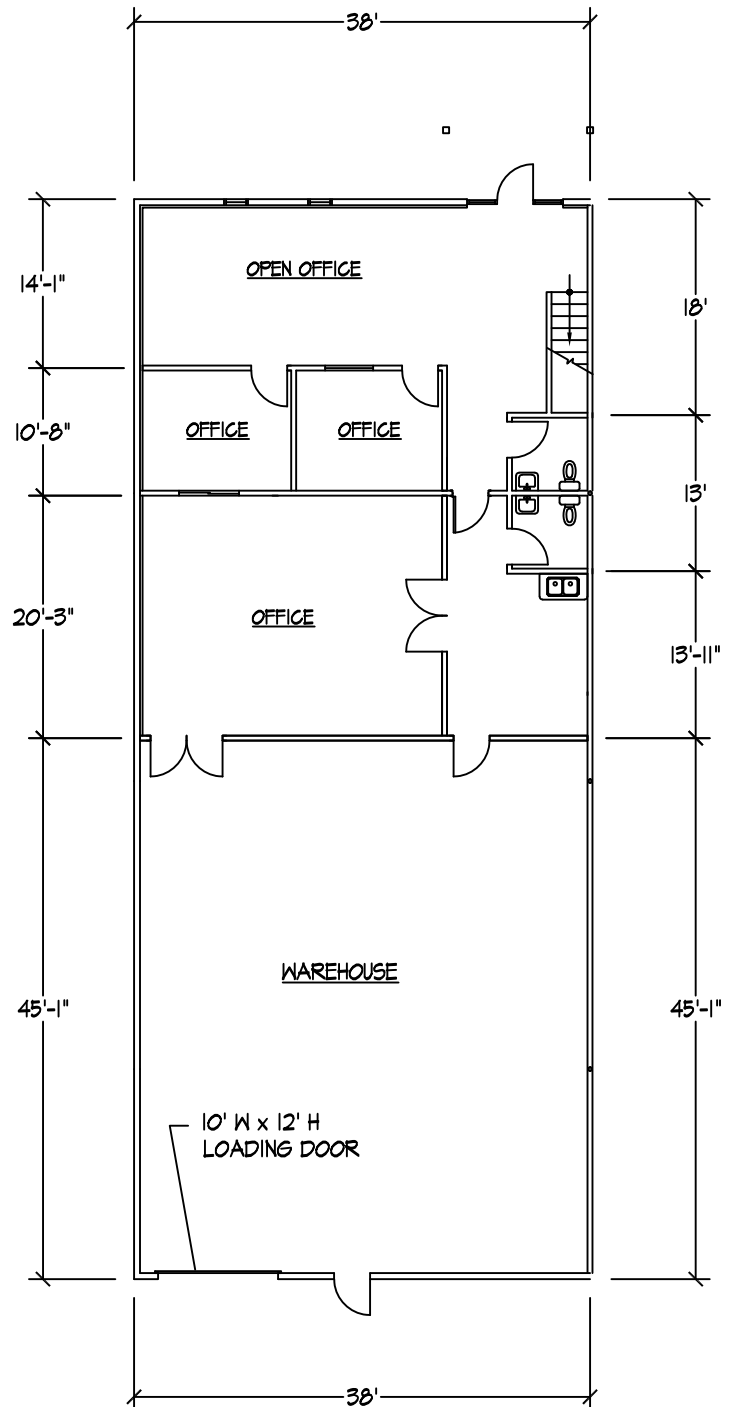 38'
OPEN OFFICE
14'-1"
18'
OFFICE
OFFICE
10'-8"
13'
OFFICE
20'-3"
13'-11"
WAREHOUSE
45'-1"
45'-1"
10' W x 12' H
LOADING DOOR
38'